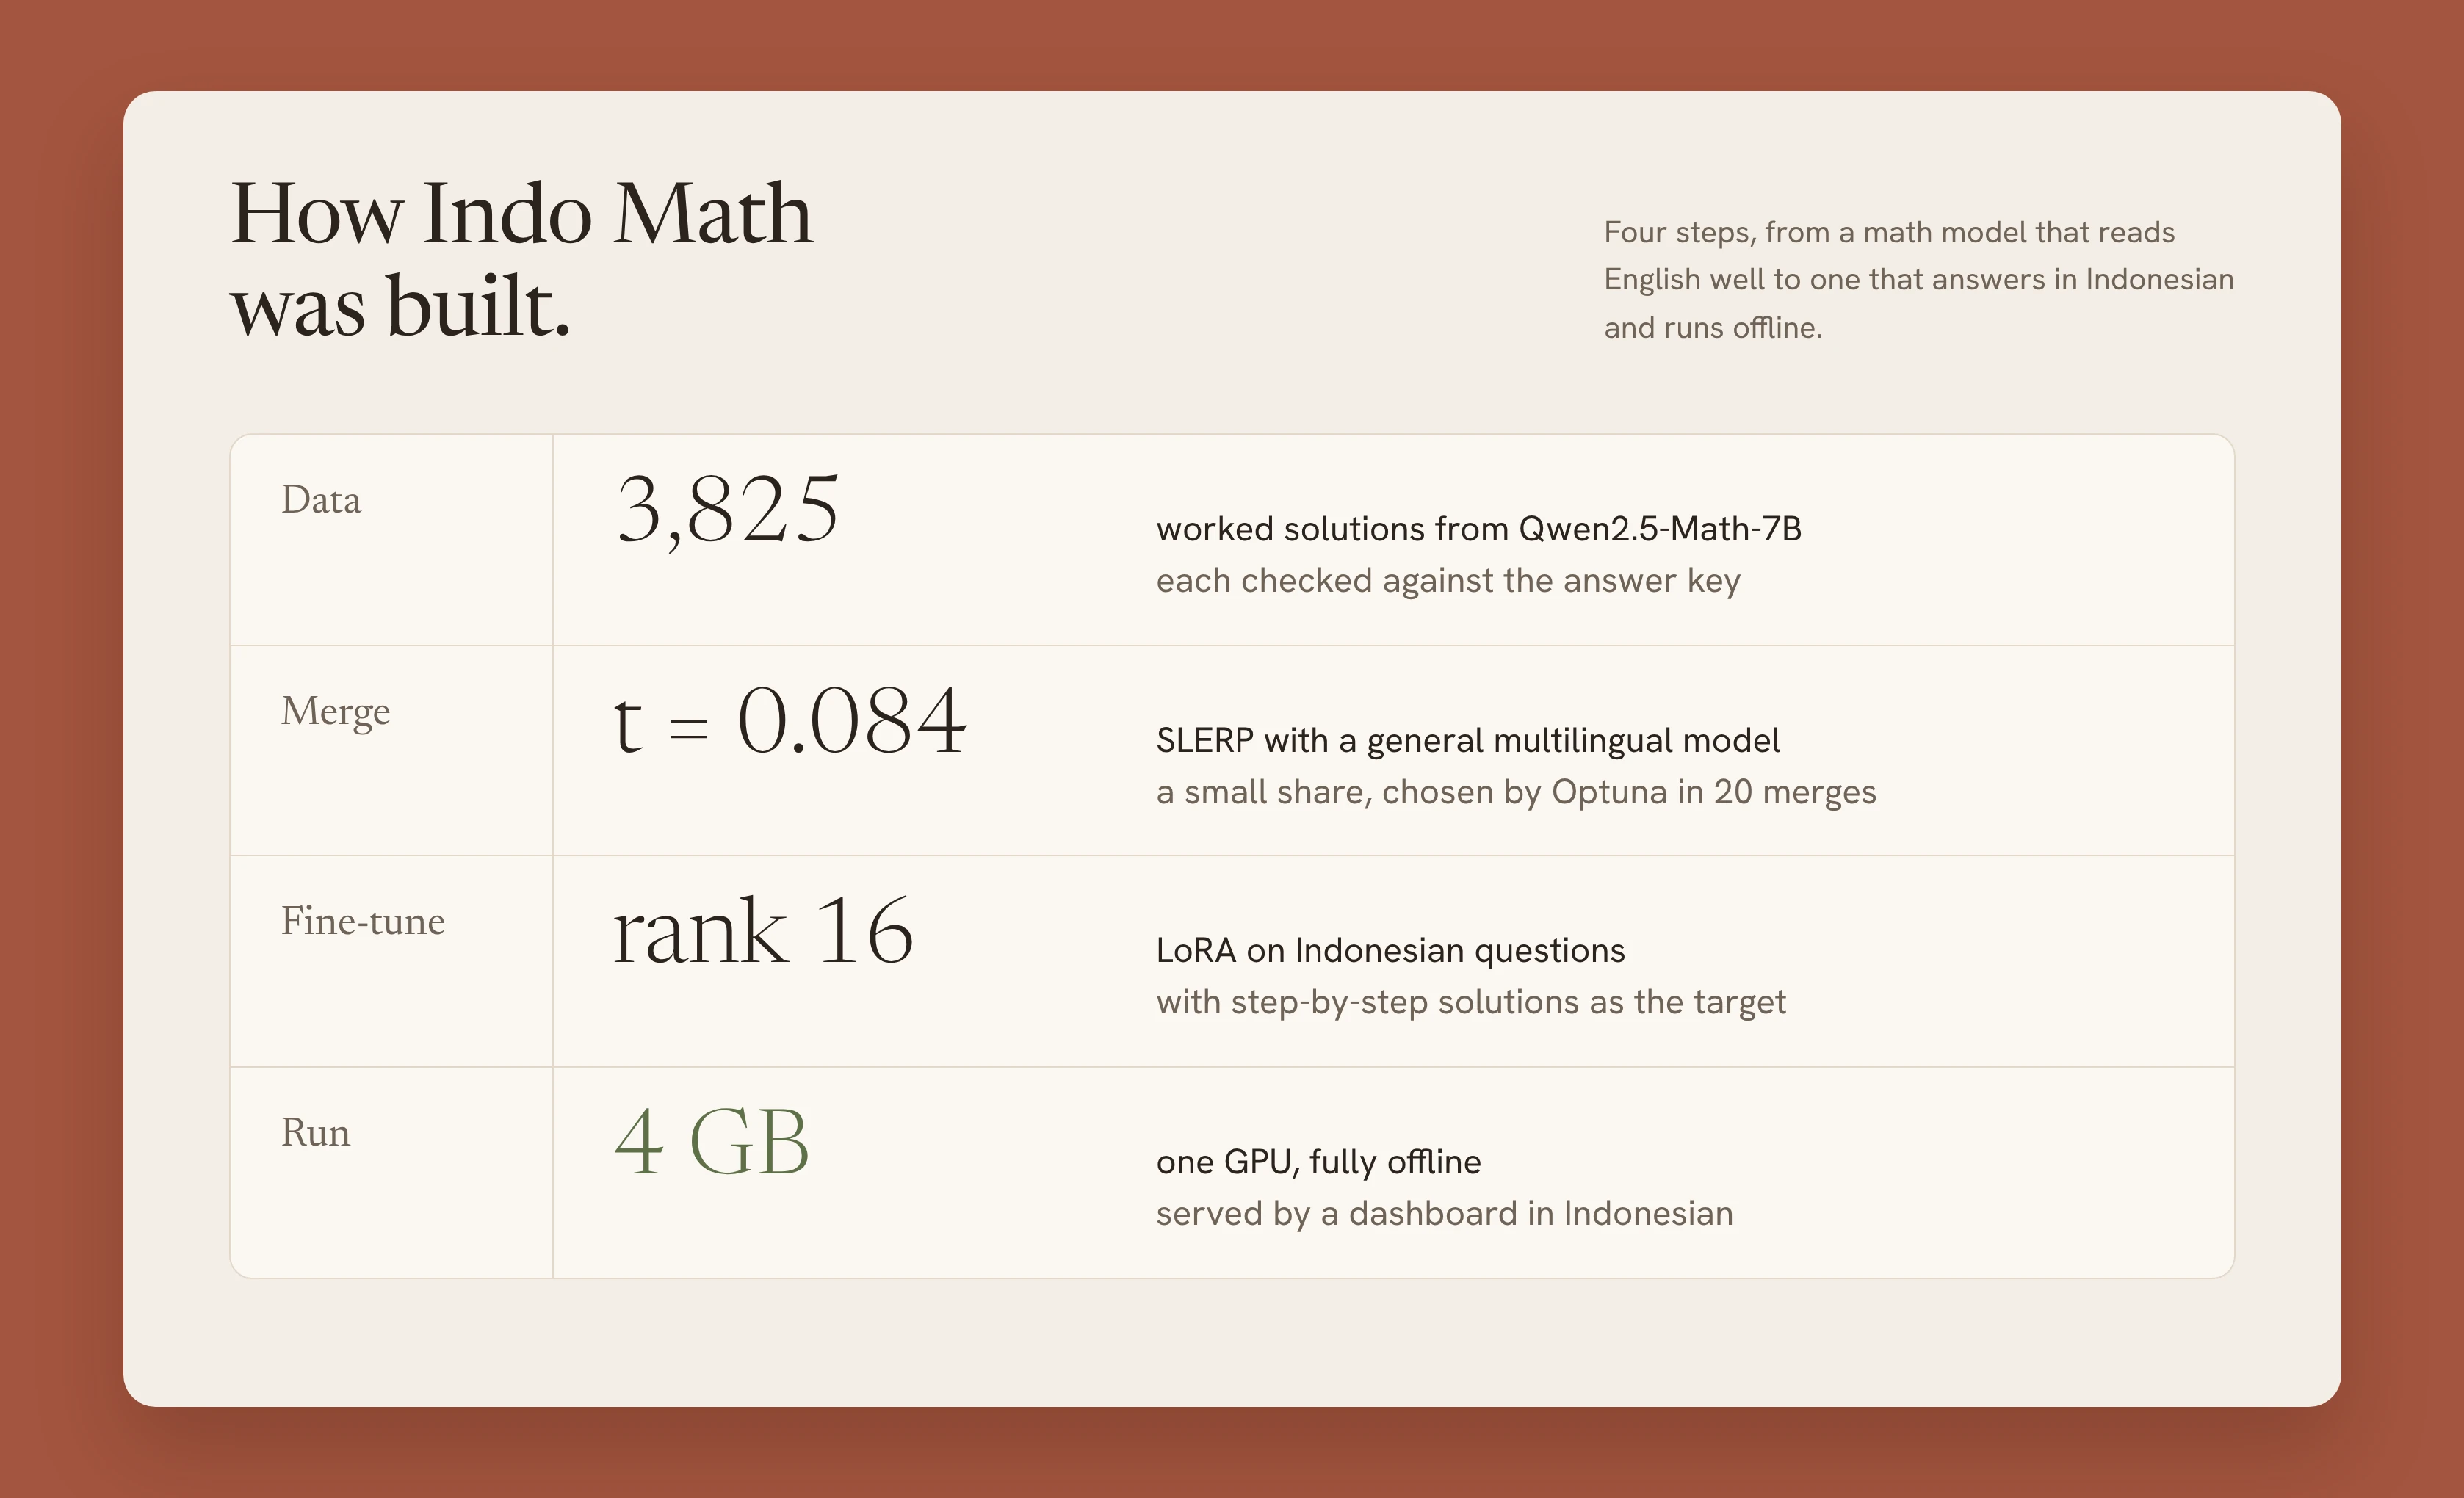 How Indo Math
was built.
Four steps, from a math model that reads
English well to one that answers in Indonesian
and runs offline.
Data
3,825
worked solutions from Qwen2.5-Math-7B
each checked against the answer key
Merge
t = 0.084
SLERP with a general multilingual model
a small share, chosen by Optuna in 20 merges
Fine-tune
rank 16
LoRA on Indonesian questions
with step-by-step solutions as the target
Run
4 GB
one GPU, fully offline
served by a dashboard in Indonesian